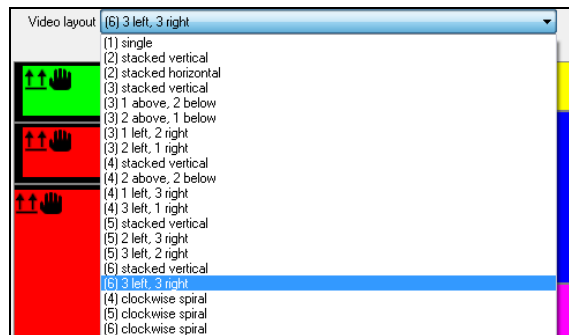 Video layout (6) 3 left, 3 right
(1) single
(2) stacked vertical
(2) stacked horizontal
(3) stacked vertical
(3) 1 above, 2 below
(3) 2 above, 1 below
(3) 1 left, 2 right
(3) 2 left, 1 right
(4) stacked vertical
(4) 2 above, 2 below
(4) 1 left, 3 right
(4) 3 left, 1 right
(5) stacked vertical
(5) 2 left, 3 right
(5) 3 left, 2 right
(6) stacked vertical
(6) 3 left, 3 right
(4) clockwise spiral
(5) clockwise spiral
(6) clockwise spiral